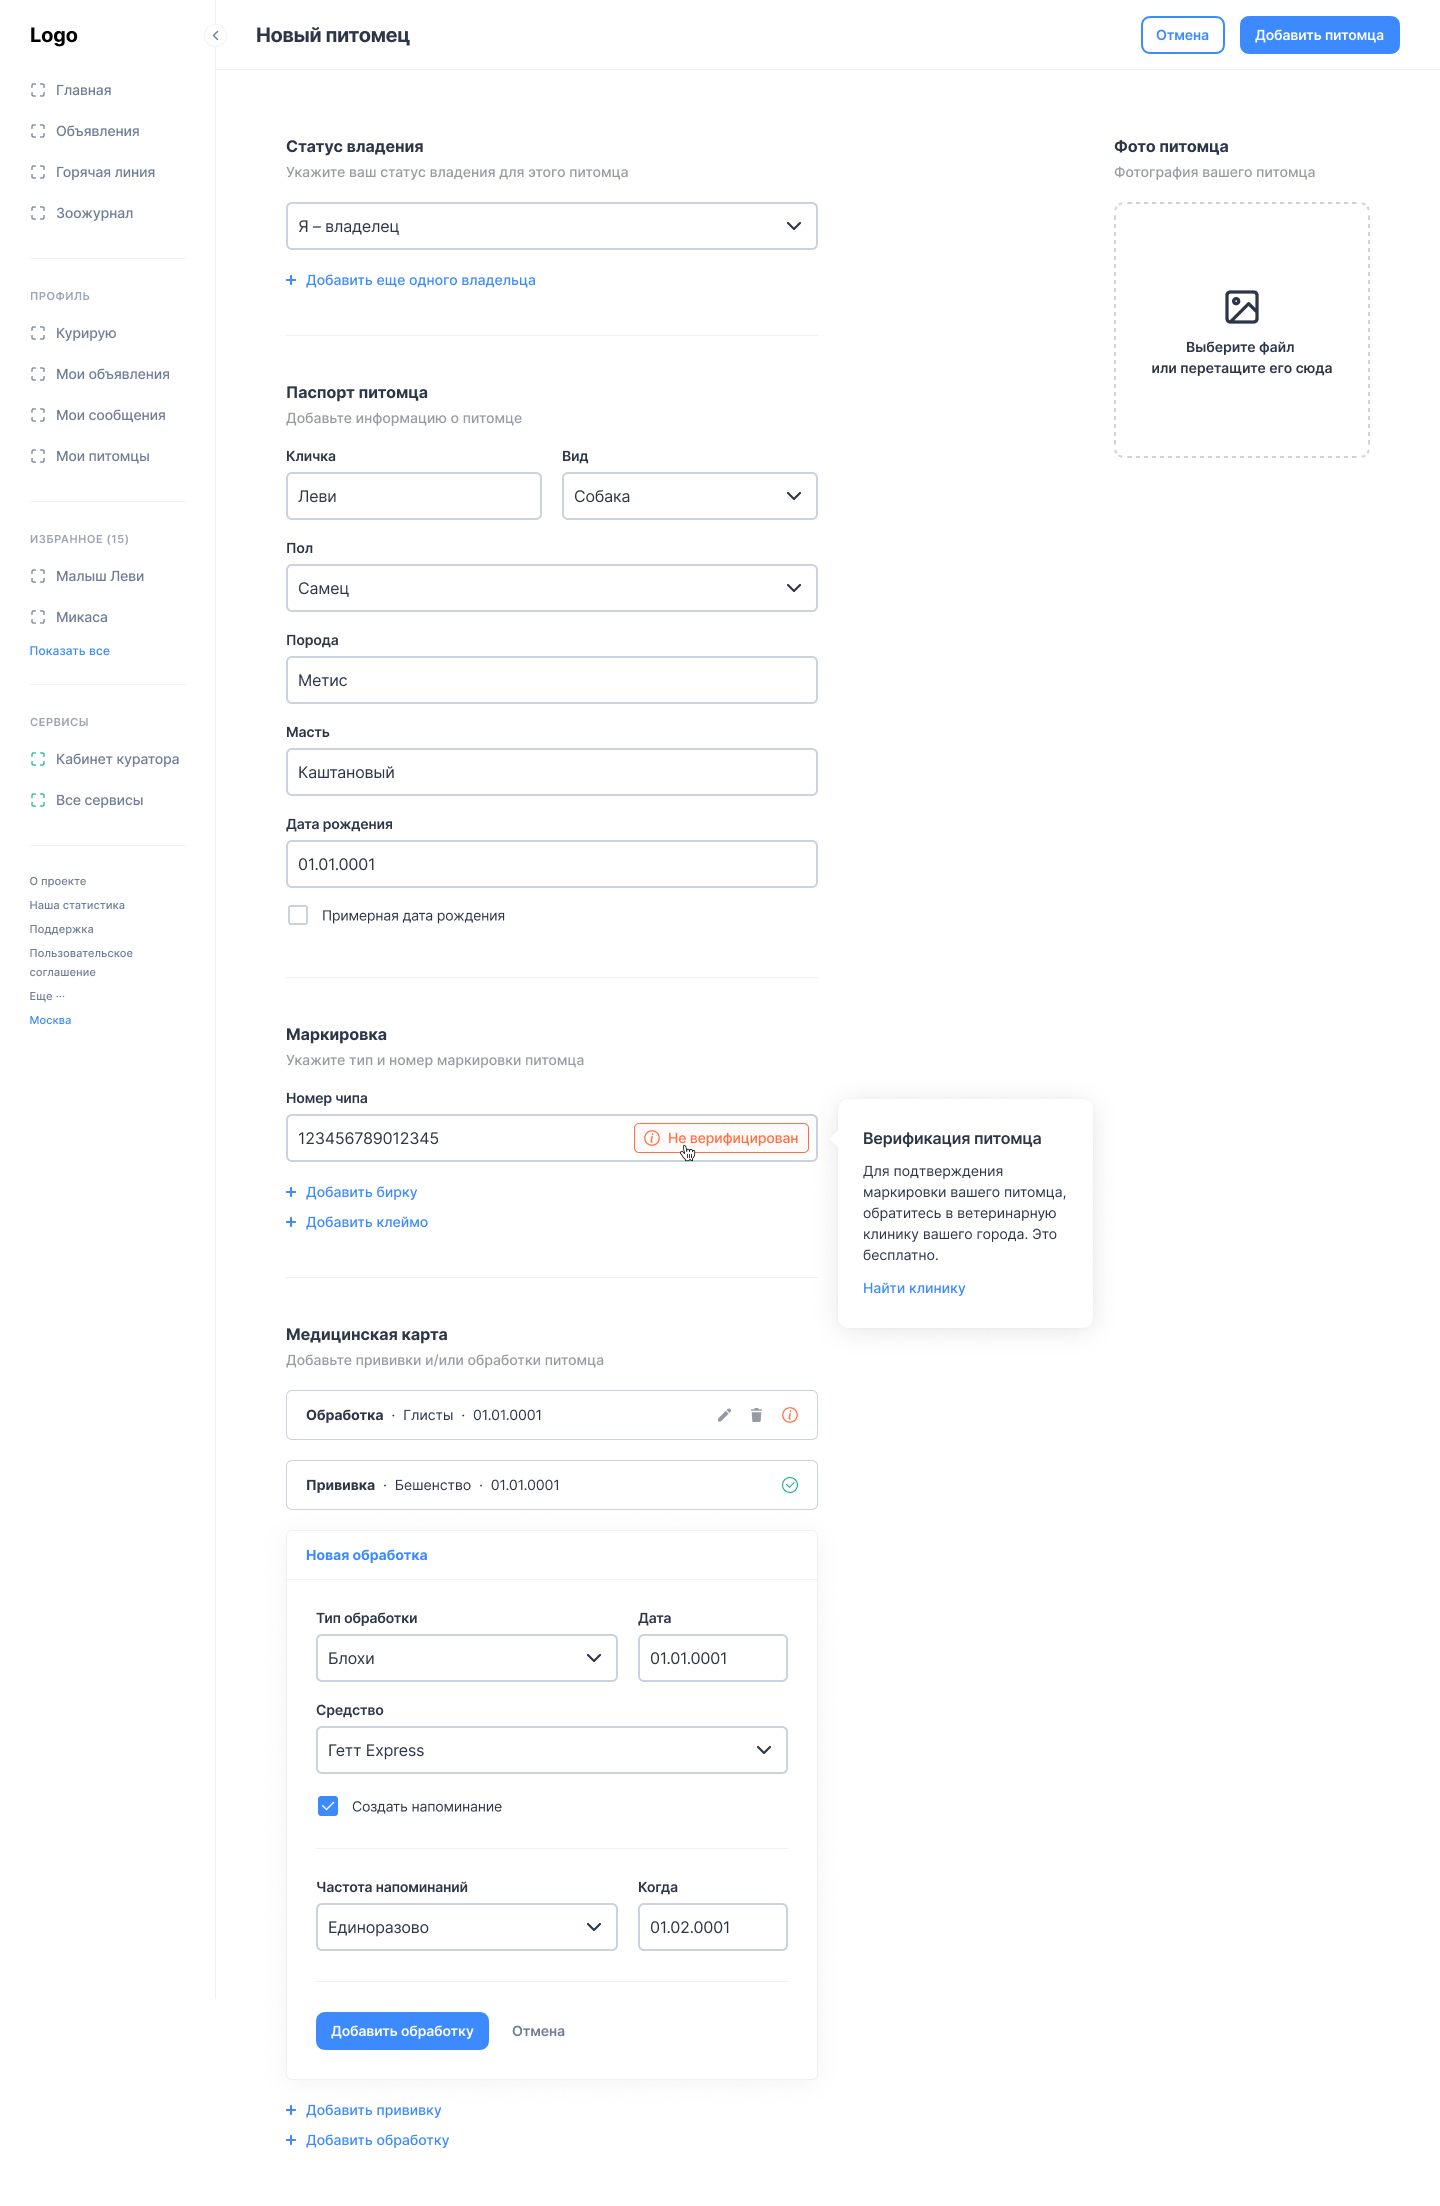 Logo
Главная
Объявления
Горячая линия
Зоожурнал
ПРОФИЛЬ
Курирую
Мои объявления
Мои сообщения
Мои питомцы
ИЗБРАННОЕ (15)
Малыш Леви
Микаса
Показать все
СЕРВИСЫ
Кабинет куратора
Все сервисы
О проекте
Наша статистика
Поддержка
Пользовательское
соглашение
Еще ···
Москва
Новый питомец
Отмена
Добавить питомца
Статус владения
Укажите ваш статус владения для этого питомца
Я – владелец
+ Добавить еще одного владельца
Фото питомца
Фотография вашего питомца
Выберите файл
или перетащите его сюда
Паспорт питомца
Добавьте информацию о питомце
Кличка
Леви
Вид
Собака
Пол
Самец
Порода
Метис
Масть
Каштановый
Дата рождения
01.01.0001
Примерная дата рождения
Маркировка
Укажите тип и номер маркировки питомца
Номер чипа
123456789012345
Не верифицирован
+ Добавить бирку
+ Добавить клеймо
Верификация питомца
Для подтверждения
маркировки вашего питомца,
обратитесь в ветеринарную
клинику вашего города. Это
бесплатно.
Найти клинику
Медицинская карта
Добавьте прививки и/или обработки питомца
Обработка · Глисты · 01.01.0001
Прививка · Бешенство · 01.01.0001
Новая обработка
Тип обработки
Блохи
Дата
01.01.0001
Средство
Гетт Express
Создать напоминание
Частота напоминаний
Единоразово
Когда
01.02.0001
Добавить обработку
Отмена
+ Добавить прививку
+ Добавить обработку